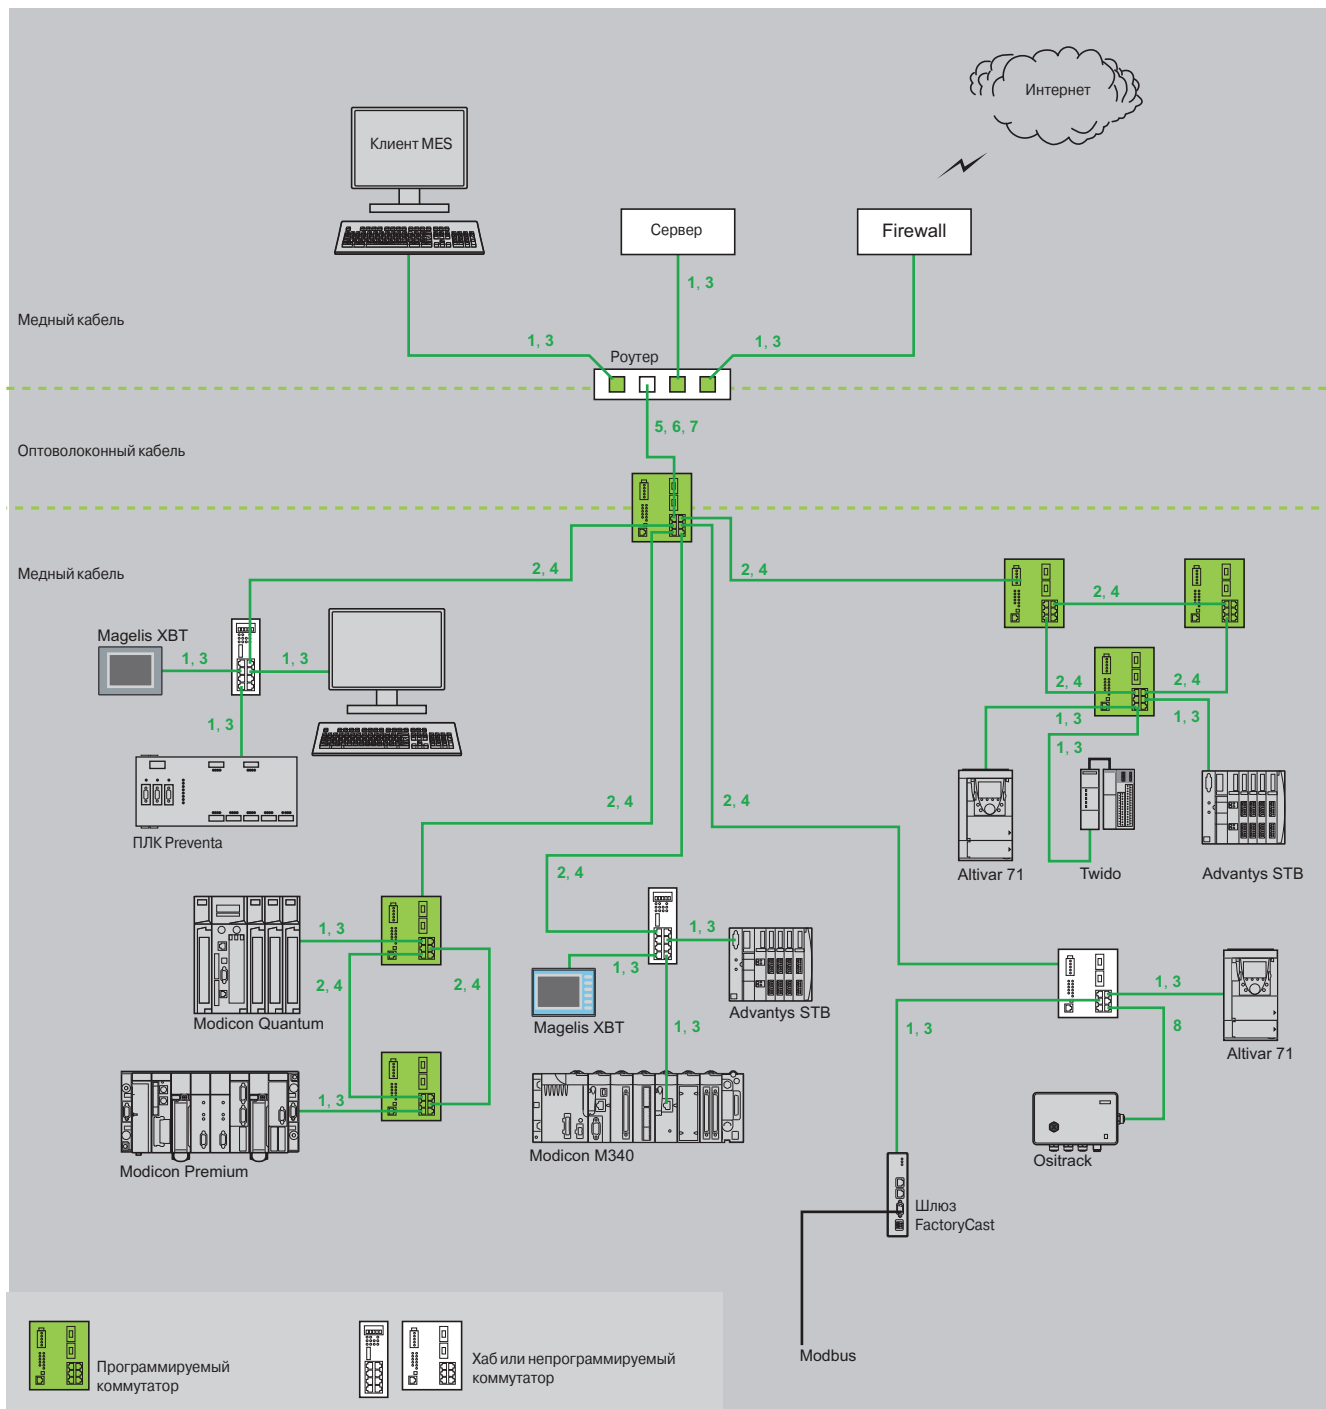 Интернет
Клиент MES
Сервер
Firewall
1, 3
Медный кабель
1, 3
1, 3
Роутер
5, 6, 7
Оптоволоконный кабель
Медный кабель
2, 4
2, 4
2, 4
Magelis XBT
1, 3
1, 3
2, 4
2, 4
1, 3
1, 3
1, 3
1, 3
2, 4
2, 4
ПЛК Preventa
2, 4
Altivar 71
Twido
Advantys STB
1, 3
1, 3
1, 3
2, 4
2, 4
1, 3
Modicon Quantum
Magelis XBT
Advantys STB
1, 3
1, 3
8
Altivar 71
1, 3
Modicon Premium
Modicon M340
Ositrack
Шлюз
FactoryCast
Modbus
Программируемый
коммутатор
Хаб или непрограммируемый
коммутатор